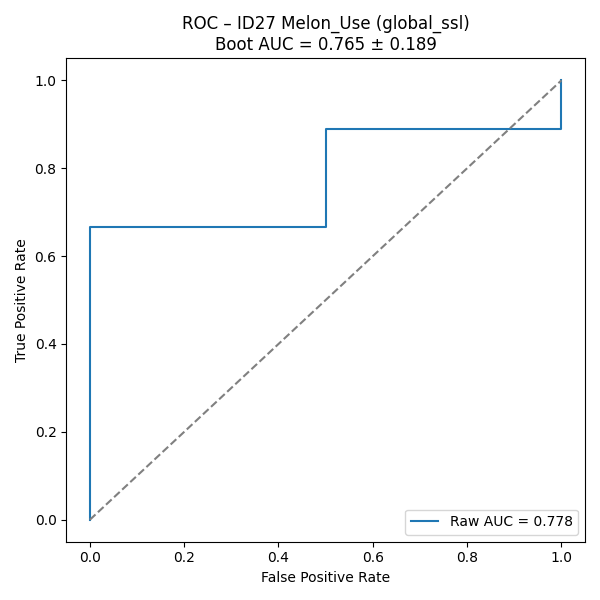 ROC – ID27 Melon_Use (global_ssl)
Boot AUC = 0.765 ± 0.189
True Positive Rate
1.0
0.8
0.6
0.4
0.2
0.0
Raw AUC = 0.778
0.0 0.2 0.4 0.6 0.8 1.0
False Positive Rate